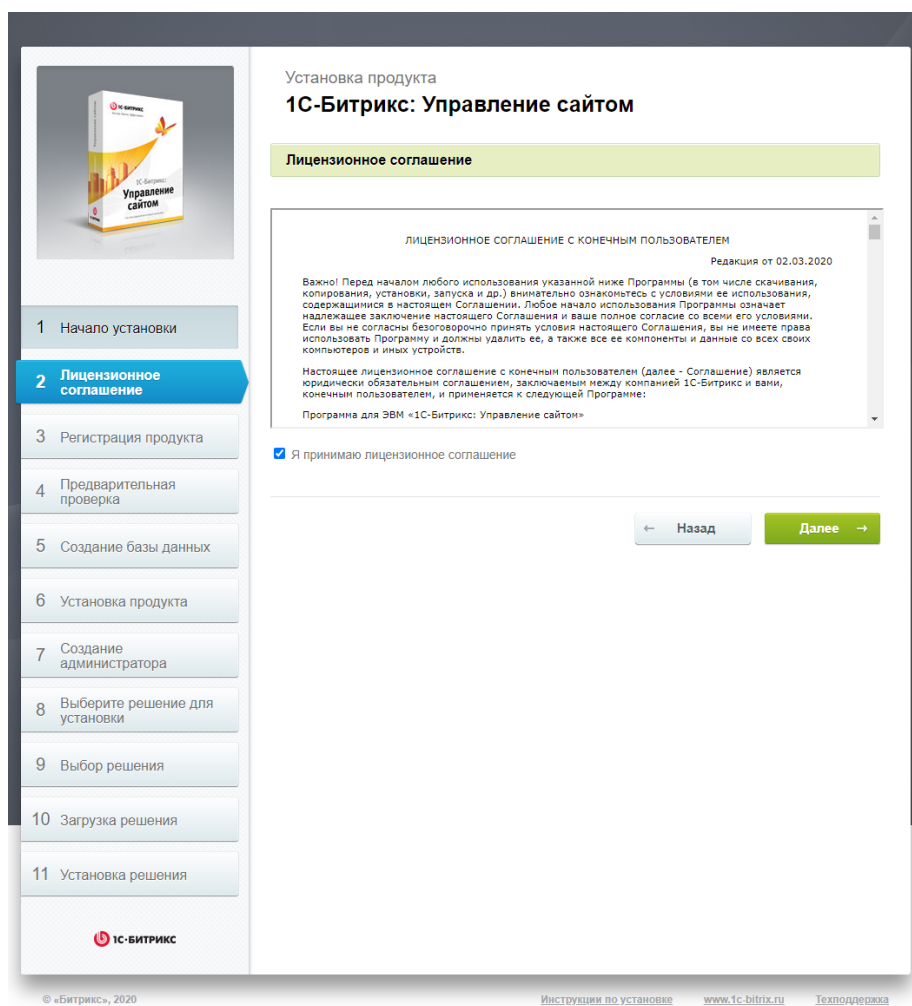 1С-БИТРИКС
1С-Битрикс:
Управление
сайтом
Установка продукта
1С-Битрикс: Управление сайтом
Лицензионное соглашение
ЛИЦЕНЗИОННОЕ СОГЛАШЕНИЕ С КОНЕЧНЫМ ПОЛЬЗОВАТЕЛЕМ
Редакция от 02.03.2020
Важно! Перед началом любого использования указанной ниже Программы (в том числе скачивания,
копирования, установки, запуска и др.) внимательно ознакомьтесь с условиями ее использования,
содержащимися в настоящем Соглашении. Любое начало использования Программы означает
надлежащее заключение настоящего Соглашения и ваше полное согласие со всеми его условиями.
Если вы не согласны безоговорочно принять условия настоящего Соглашения, вы не имеете права
использовать Программу и должны удалить ее, а также все ее компоненты и данные со всех своих
компьютеров и иных устройств.
Настоящее лицензионное соглашение с конечным пользователем (далее - Соглашение) является
юридически обязательным соглашением, заключаемым между компанией 1С-Битрикс и вами,
конечным пользователем, и применяется к следующей Программе:
Программа для ЭВМ «1С-Битрикс: Управление сайтом»
Я принимаю лицензионное соглашение
← Назад
Далее →
1 Начало установки
2 Лицензионное
соглашение
3 Регистрация продукта
4 Предварительная
проверка
5 Создание базы данных
6 Установка продукта
7 Создание
администратора
8 Выберите решение для
установки
9 Выбор решения
10 Загрузка решения
11 Установка решения
1С-БИТРИКС
© «Битрикс», 2020
Инструкции по установке
www.1c-bitrix.ru
Техподдержка